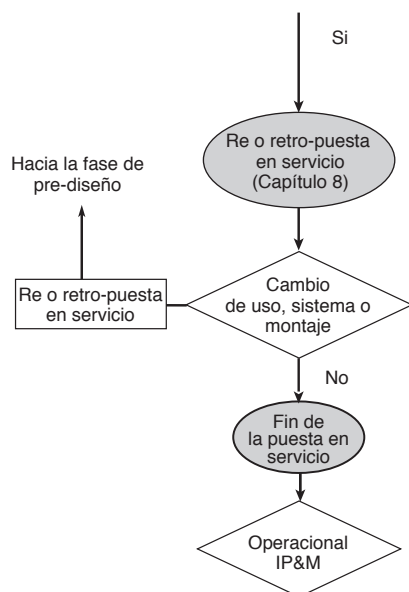 Si
Re o retro-puesta
en servicio
(Capítulo 8)
Hacia la fase de
pre-diseño
Re o retro-puesta
en servicio
Cambio
de uso, sistema o
montaje
No
Fin de
la puesta en
servicio
Operacional
IP&M